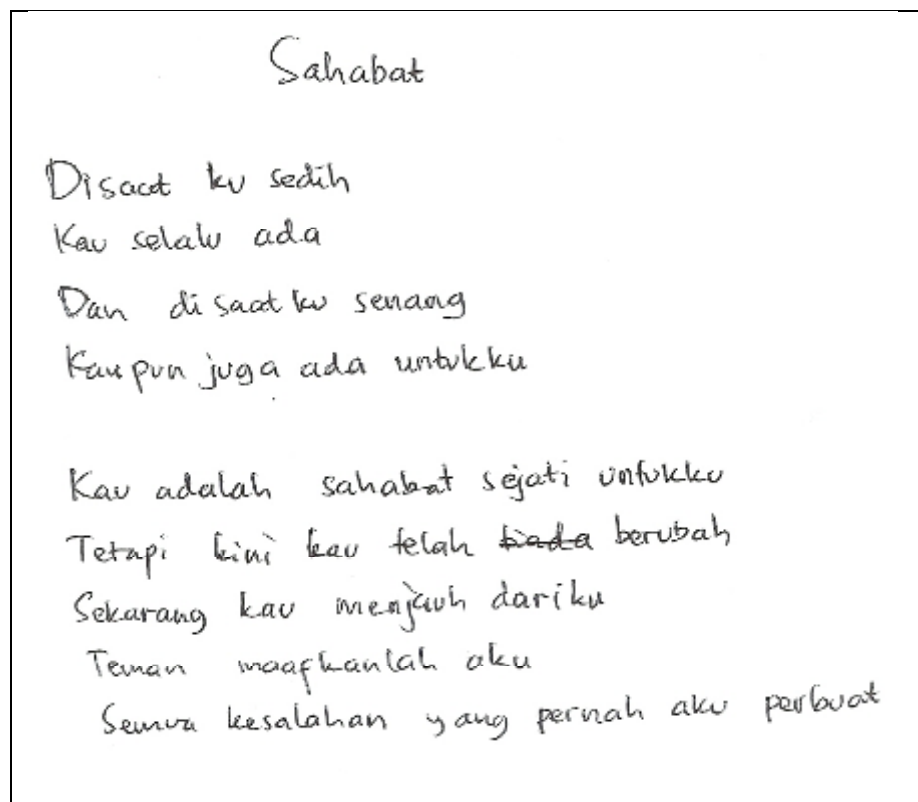 Sahabat
Disaat ku sedih
Kau selalu ada
Dan disaat ku senang
Kaupun juga ada untukku
Kau adalah sahabat sejati untukku
Tetapi kini kau telah tiada berubah
Sekarang kau menjauh dariku
Teman maafkanlah aku
Semua kesalahan yang pernah aku perbuat